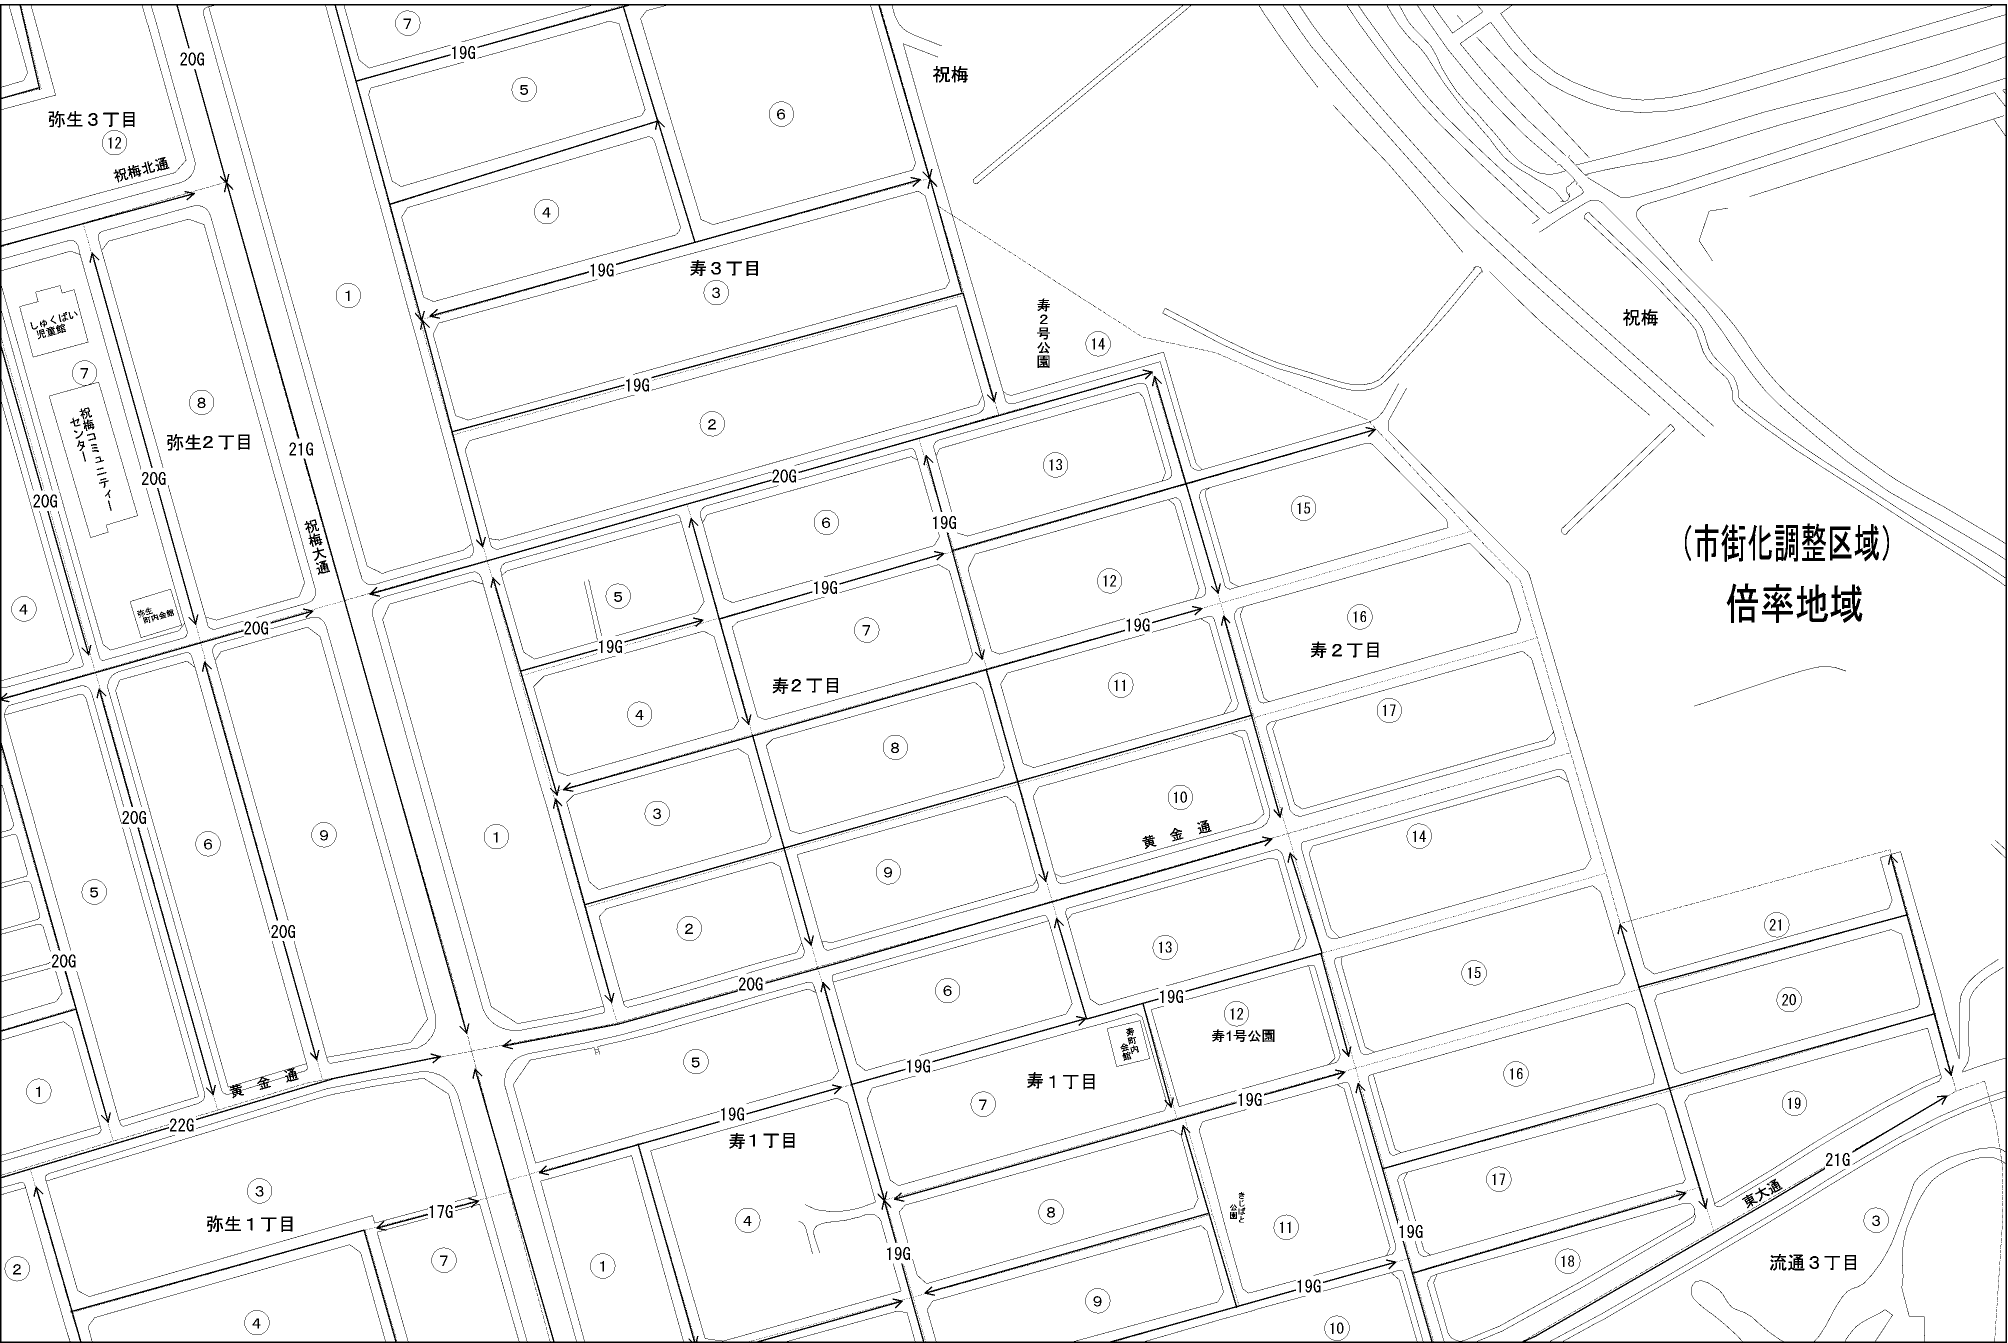 ⑦
20G
19G
祝梅
⑤
弥生３丁目
⑫
⑥
祝梅北通
④
19G
寿３丁目
③
①
しゅくばい
児童館
寿２号公園
⑭
祝梅
⑦
19G
⑧
②
祝梅コミュニティー
センター
弥生２丁目
21G
20G
20G
20G
⑬
⑥
19G
⑮
祝梅大通
(市街化調整区域)
倍率地域
⑫
19G
⑤
④
弥生
町内会館
⑯
20G
⑦
19G
19G
寿２丁目
寿２丁目
⑪
④
⑰
⑧
⑩
20G
③
黄金通
⑥
⑨
①
⑭
⑤
⑨
21
②
⑬
20G
20G
⑮
20G
⑥
19G
⑳
⑫
寿1号公園
寿町内
会館
⑤
19G
⑯
寿１丁目
黄金通
①
⑦
19G
⑲
19G
22G
寿１丁目
21G
⑰
③
東大通
弥生１丁目
17G
④
⑧
きじばと
公園
⑪
19G
③
19G
⑦
⑱
流通３丁目
②
①
19G
⑨
④
⑩